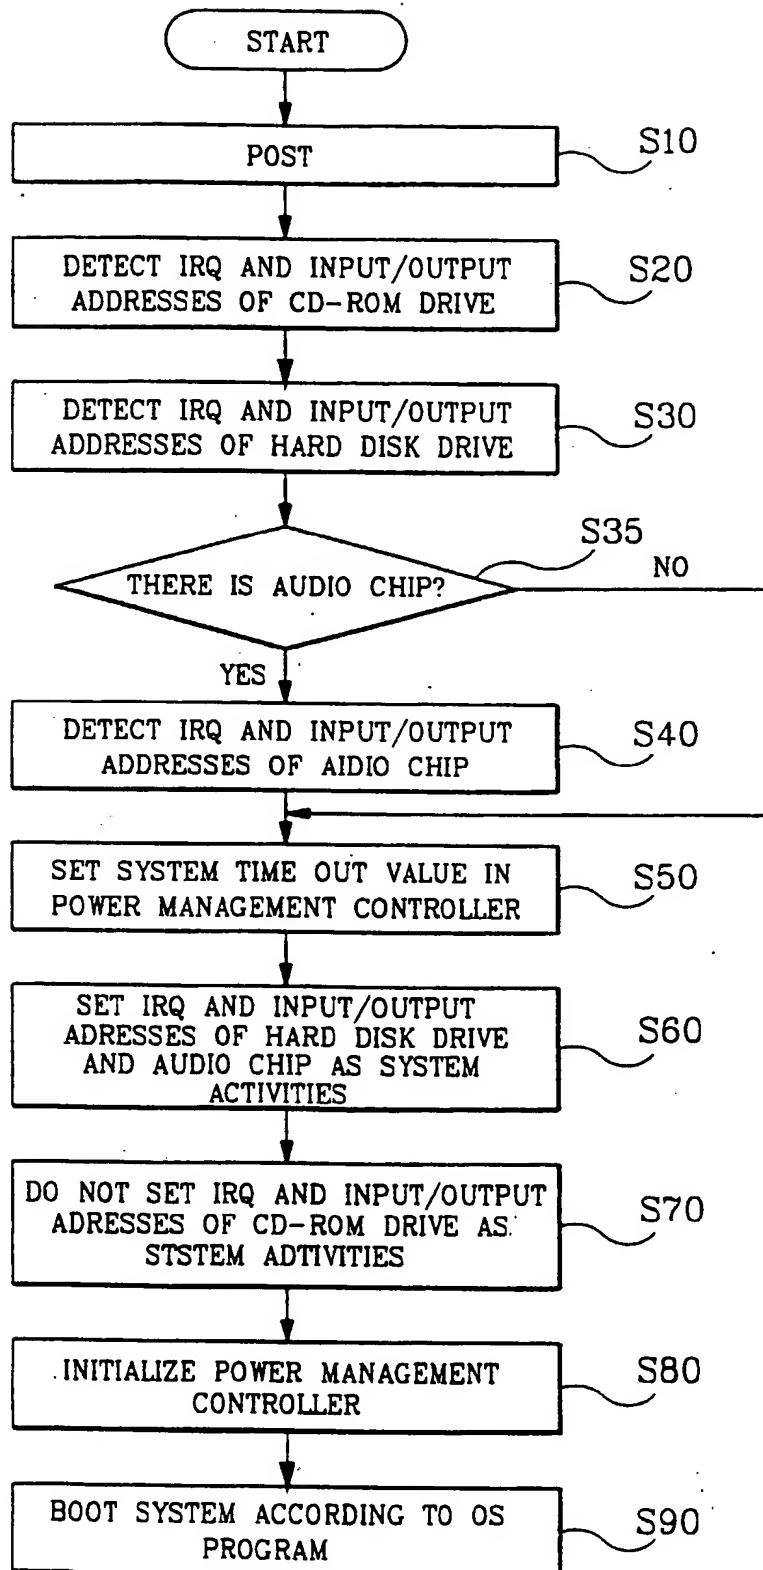 START
POST
S10
DETECT IRQ AND INPUT/OUTPUT
ADDRESSES OF CD-ROM DRIVE
S20
DETECT IRQ AND INPUT/OUTPUT
ADDRESSES OF HARD DISK DRIVE
S30
THERE IS AUDIO CHIP?
S35
NO
YES
DETECT IRQ AND INPUT/OUTPUT
ADDRESSES OF AIDIO CHIP
S40
SET SYSTEM TIME OUT VALUE IN
POWER MANAGEMENT CONTROLLER
S50
SET IRQ AND INPUT/OUTPUT
ADRESSES OF HARD DISK DRIVE
AND AUDIO CHIP AS SYSTEM
ACTIVITIES
S60
DO NOT SET IRQ AND INPUT/OUTPUT
ADRESSES OF CD-ROM DRIVE AS
STSTEM ADTIVITIES
S70
INITIALIZE POWER MANAGEMENT
CONTROLLER
S80
BOOT SYSTEM ACCORDING TO OS
PROGRAM
S90